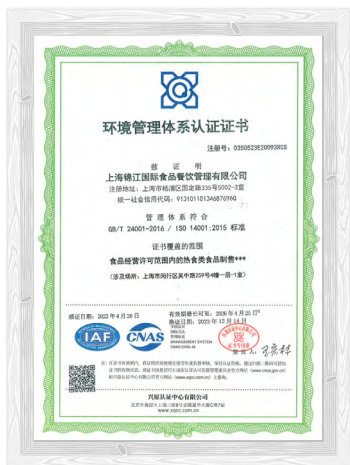 环境管理体系认证证书
注册号：0350523E20093R0S
兹 证 明
上海锦江国际食品餐饮管理有限公司
注册地址：上海市杨浦区国定路335号5002-3室
统一社会信用代码：913101101346876960
管 理 体 系 符 合
GB/T 24001-2016 / ISO 14001:2015 标准
证书覆盖的范围
食品经营许可范围内的热食类食品制售***
（涉及场所：上海市闵行区吴中路259号4幢一层-1室）
颁证日期：2023年4月26日
有效期最长可至：2026年4月25日
换证日期：2023年12月14日
IAF
CNAS
MANAGEMENT SYSTEM
兴原认证中心有限公司
www.xqcc.com.cn